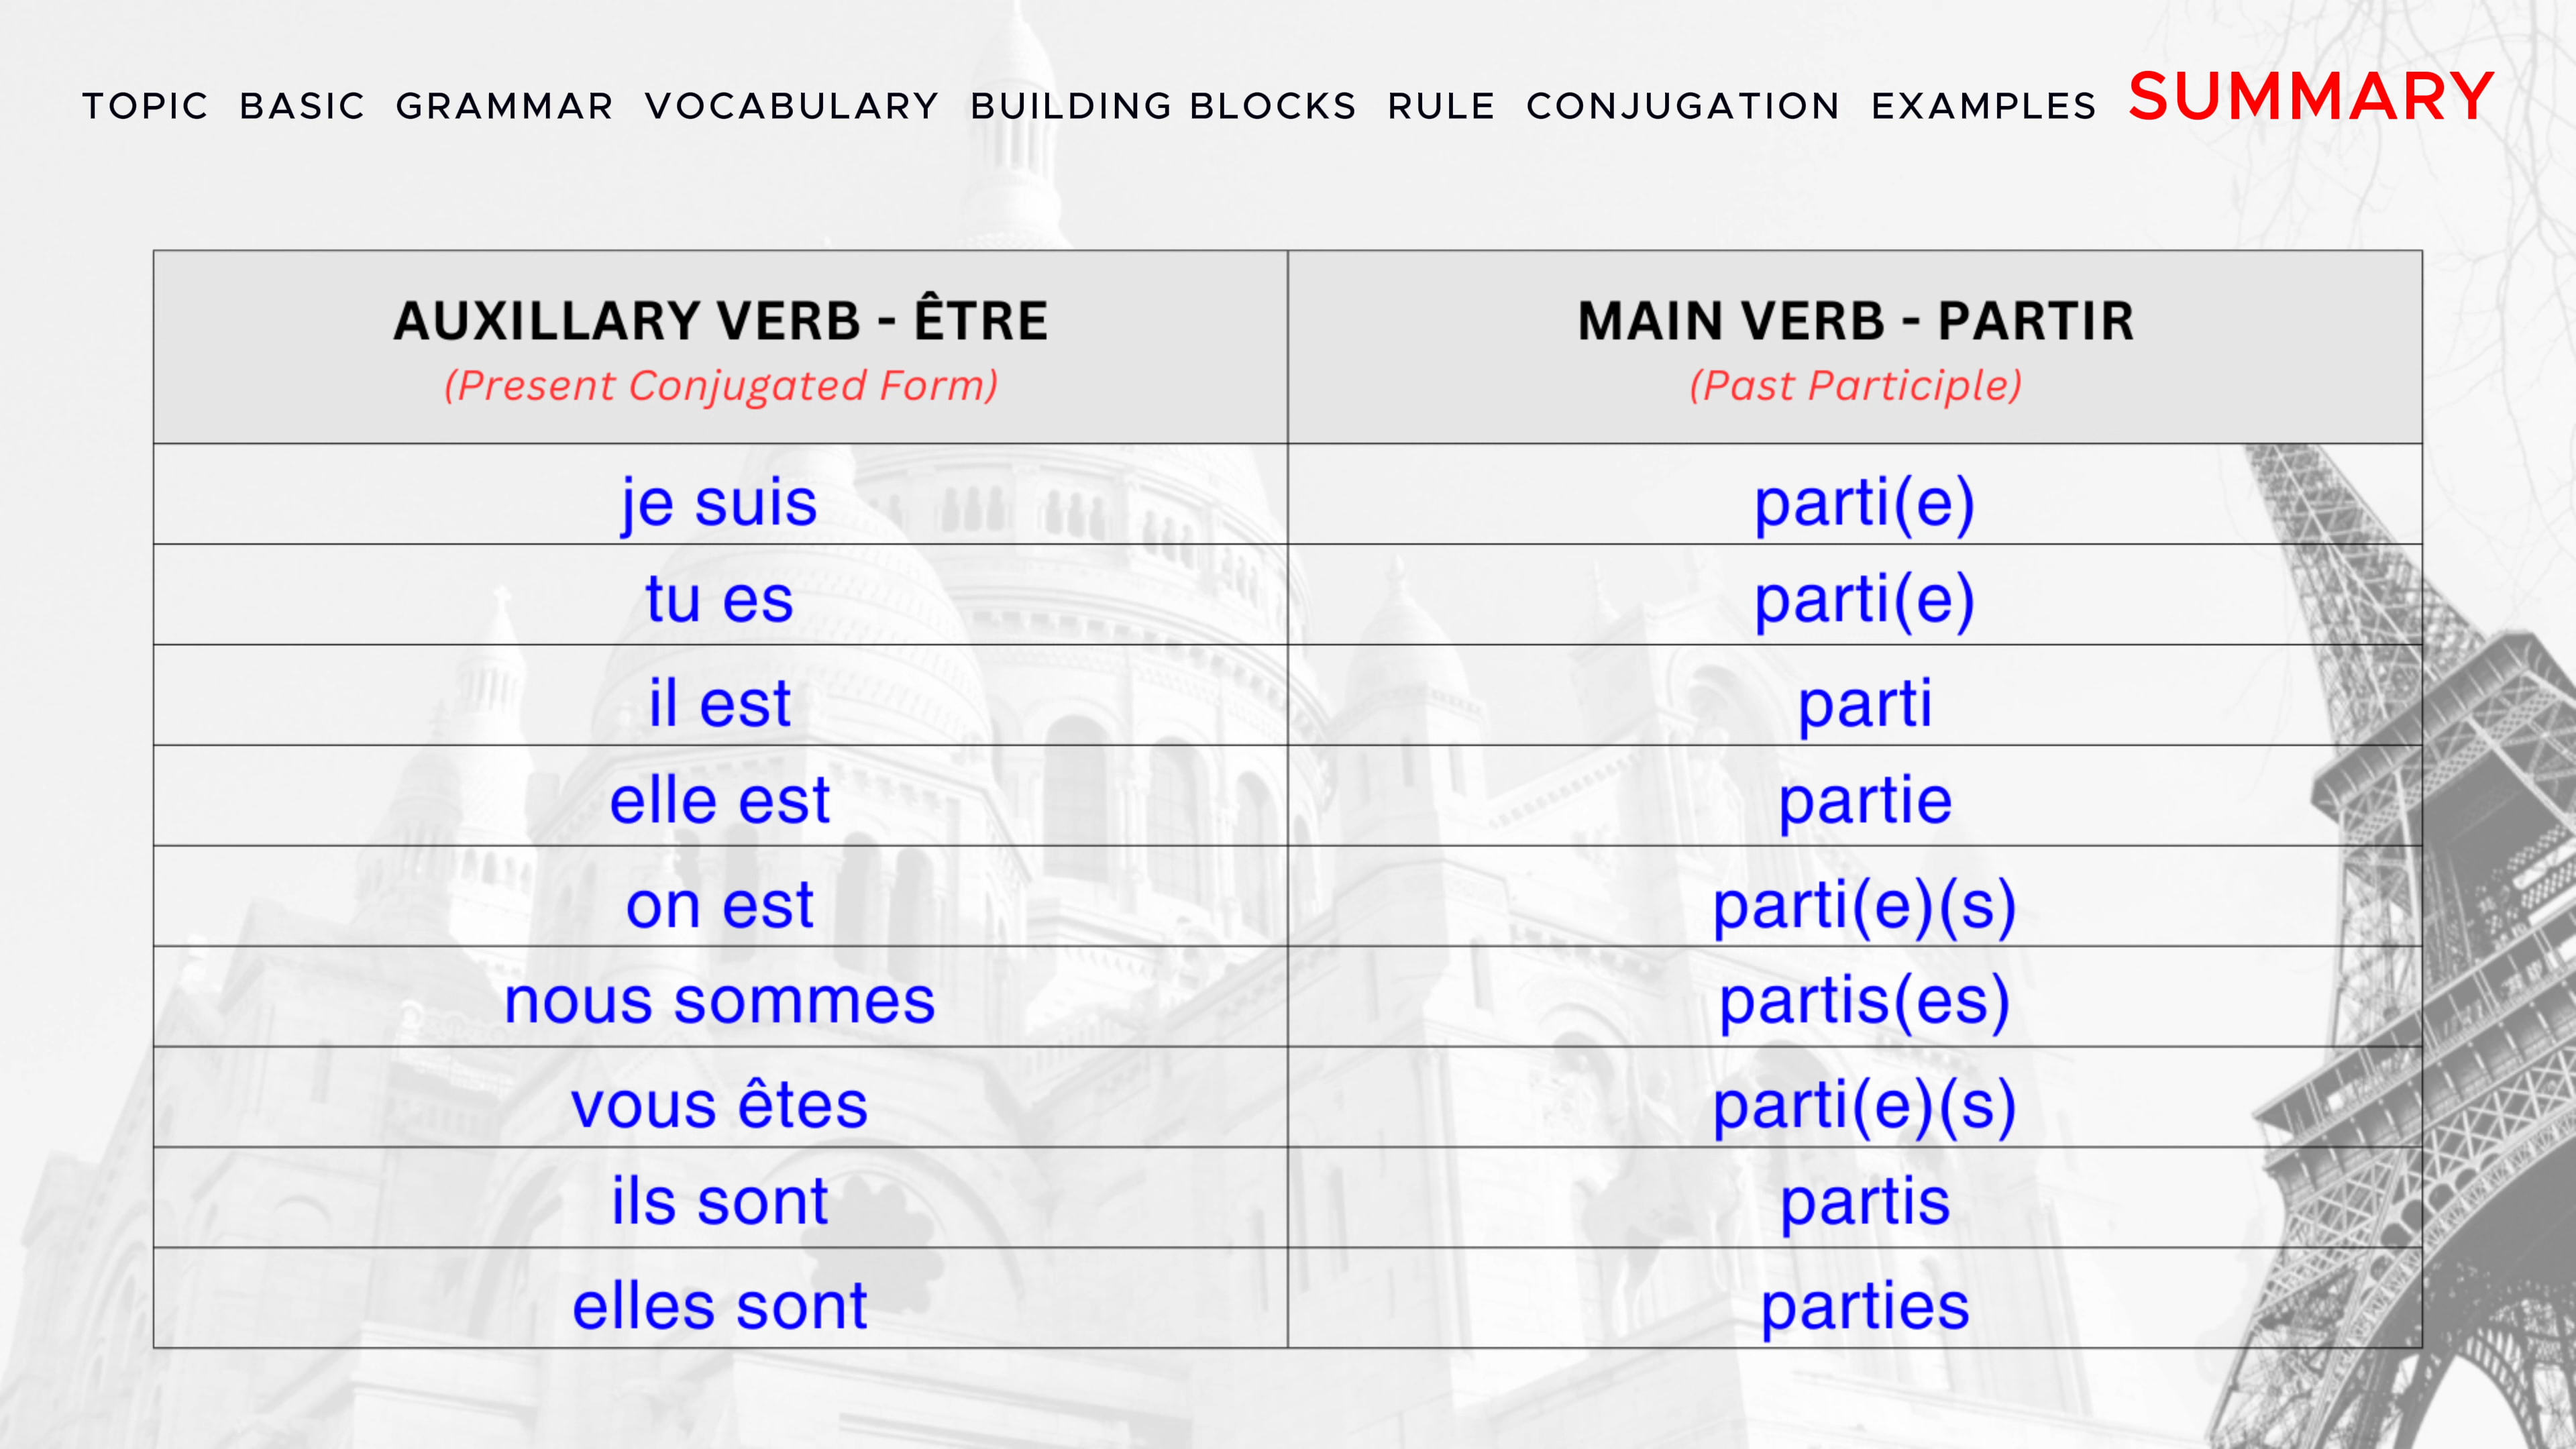 TOPIC BASIC GRAMMAR VOCABULARY BUILDING BLOCKS RULE CONJUGATION EXAMPLES SUMMARY
AUXILLARY VERB - ÊTRE
(Present Conjugated Form)
MAIN VERB - PARTIR
(Past Participle)
je suis
parti(e)
tu es
parti(e)
il est
parti
elle est
partie
on est
parti(e)(s)
nous sommes
partis(es)
vous êtes
parti(e)(s)
ils sont
partis
elles sont
parties